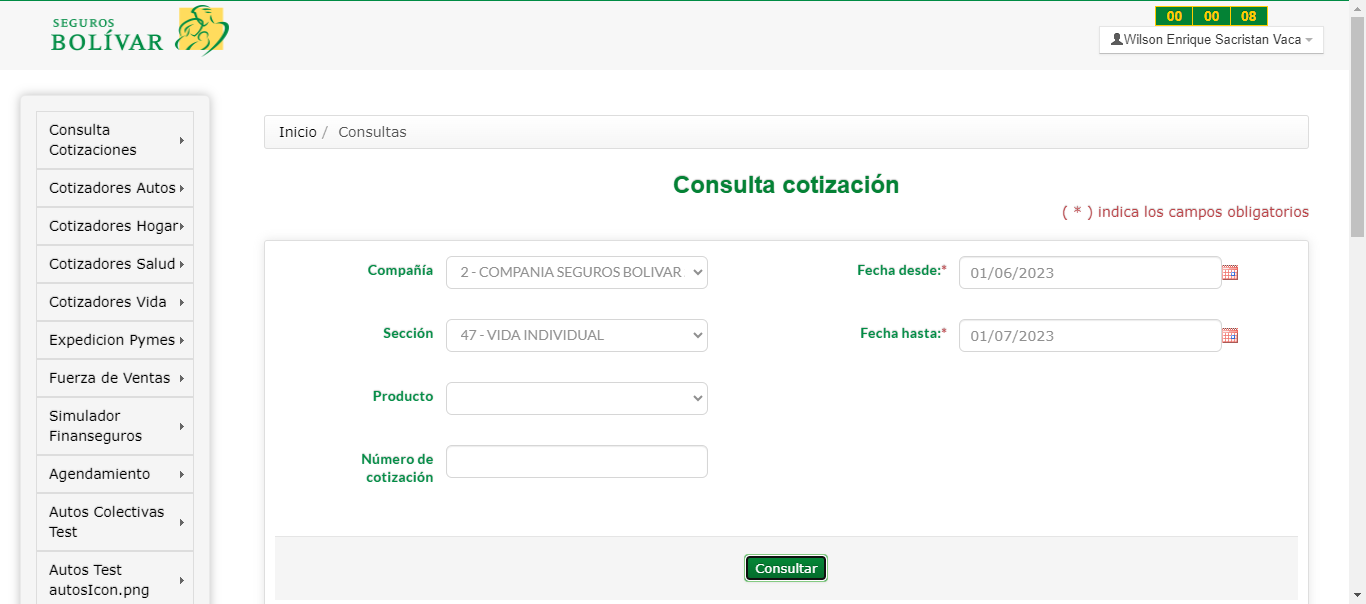 SEGUROS
BOLÍVAR
00 00 08
Wilson Enrique Sacristan Vaca
Consulta
Cotizaciones
Cotizadores Autos
Cotizadores Hogar
Cotizadores Salud
Cotizadores Vida
Expedicion Pymes
Fuerza de Ventas
Simulador
Finanseguros
Agendamiento
Autos Colectivas
Test
Autos Test
autosIcon.png
Inicio / Consultas
Consulta cotización
( * ) indica los campos obligatorios
Compañía 2 - COMPANIA SEGUROS BOLIVAR Fecha desde:* 01/06/2023
Sección 47 - VIDA INDIVIDUAL Fecha hasta:* 01/07/2023
Producto
Número de
cotización
Consultar